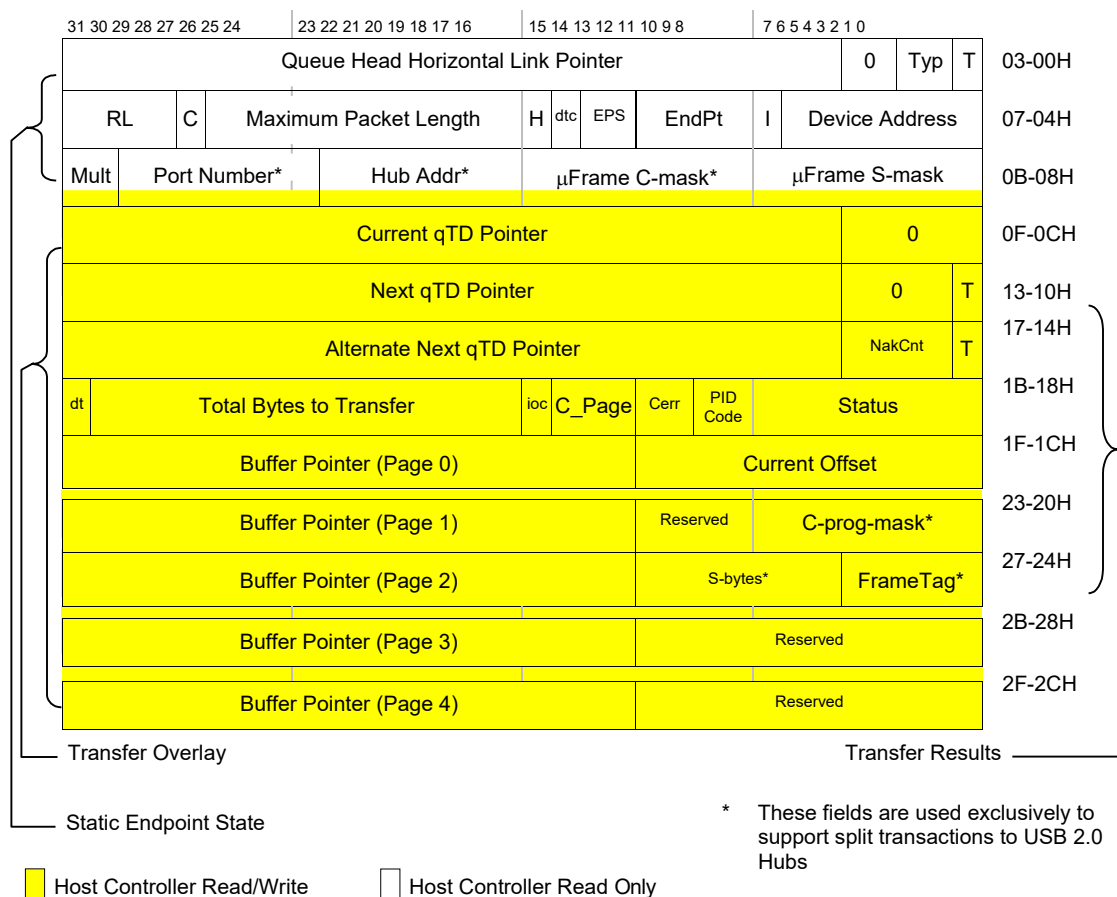 31 30 29 28 27 26 25 24 23 22 21 20 19 18 17 16 15 14 13 12 11 10 9 8 7 6 5 4 3 2 1 0
Queue Head Horizontal Link Pointer 0 Typ T 03-00H
RL C Maximum Packet Length H dtc EPS EndPt I Device Address 07-04H
Mult Port Number* Hub Addr* µFrame C-mask* µFrame S-mask 0B-08H
Current qTD Pointer 0 0F-0CH
Next qTD Pointer 0 T 13-10H
Alternate Next qTD Pointer NakCnt T 17-14H
dt Total Bytes to Transfer ioc C_Page Cerr PID Code Status 1B-18H
Buffer Pointer (Page 0) Current Offset 1F-1CH
Buffer Pointer (Page 1) Reserved C-prog-mask* 23-20H
Buffer Pointer (Page 2) S-bytes* FrameTag* 27-24H
Buffer Pointer (Page 3) Reserved 2B-28H
Buffer Pointer (Page 4) Reserved 2F-2CH
Transfer Overlay Transfer Results
Static Endpoint State
* These fields are used exclusively to
support split transactions to USB 2.0
Hubs
Host Controller Read/Write Host Controller Read Only